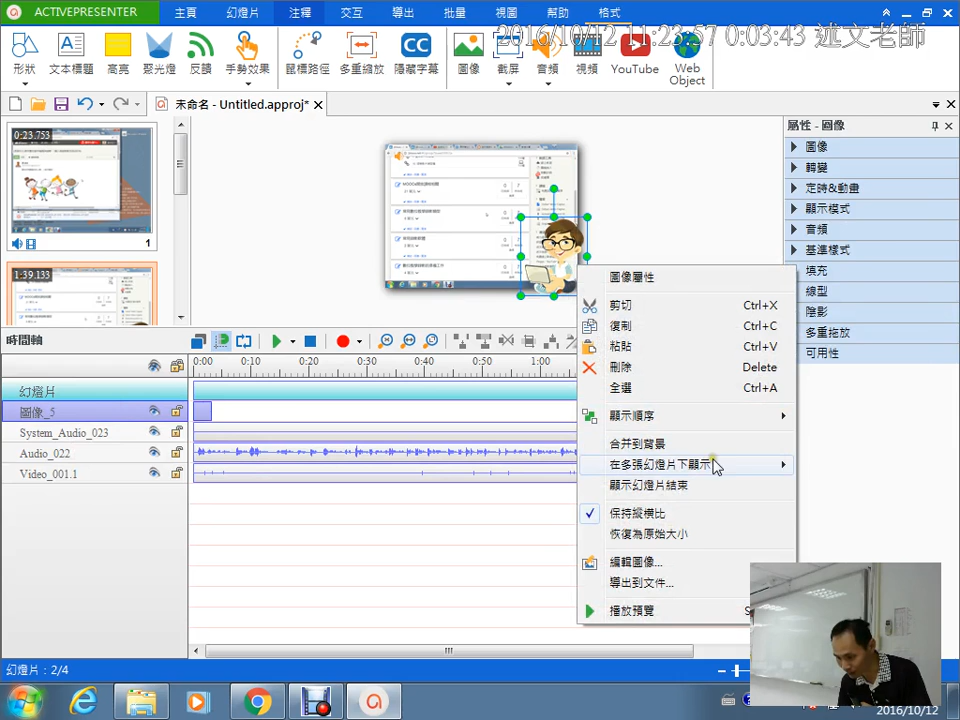 ACTIVEPRESENTER
主頁 幻燈片 注釋 交互 導出 批量 視圖 幫助 格式
2016/10/12 11:23:57 0:03:43 述文老師
形狀 文本標題 高亮 聚光燈 反饋 手勢效果 鼠標路徑 多重縮放 隱藏字幕 圖像 截屏 音頻 視頻 YouTube Web Object
未命名 - Untitled.approj*
屬性 - 圖像
0:23.753
1
1:39.133
圖像
轉變
定時&動畫
顯示模式
音頻
基準樣式
填充
線型
陰影
多重拖放
可用性
圖像屬性
剪切 Ctrl+X
復制 Ctrl+C
粘貼 Ctrl+V
刪除 Delete
全選 Ctrl+A
顯示順序
合并到背景
在多張幻燈片下顯示
顯示幻燈片結束
保持縱橫比
恢復為原始大小
編輯圖像...
導出到文件...
播放預覽
時間軸
0:00 0:10 0:20 0:30 0:40 0:50 1:00
幻燈片
圖像_5
System_Audio_023
Audio_022
Video_001.1
幻燈片：2/4
2016/10/12